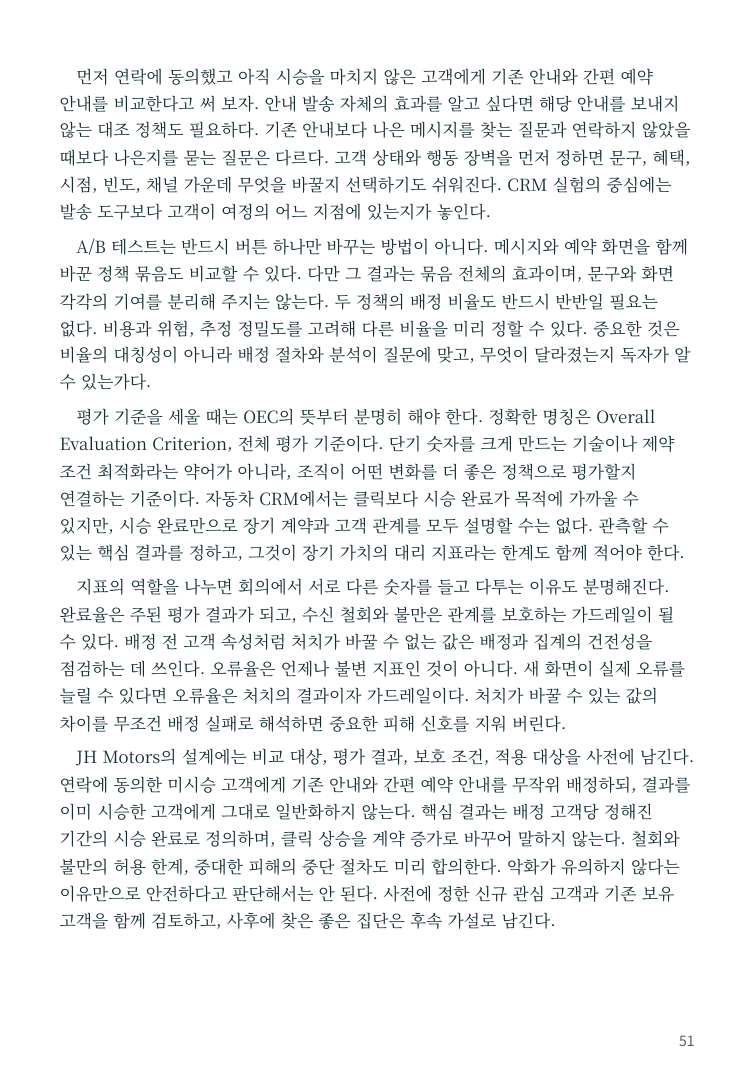 먼저 연락에 동의했고 아직 시승을 마치지 않은 고객에게 기존 안내와 간편 예약
안내를 비교한다고 써 보자. 안내 발송 자체의 효과를 알고 싶다면 해당 안내를 보내지
않는 대조 정책도 필요하다. 기존 안내보다 나은 메시지를 찾는 질문과 연락하지 않았을
때보다 나은지를 묻는 질문은 다르다. 고객 상태와 행동 장벽을 먼저 정하면 문구, 혜택,
시점, 빈도, 채널 가운데 무엇을 바꿀지 선택하기도 쉬워진다. CRM 실험의 중심에는
발송 도구보다 고객이 여정의 어느 지점에 있는지가 놓인다.
A/B 테스트는 반드시 버튼 하나만 바꾸는 방법이 아니다. 메시지와 예약 화면을 함께
바꾼 정책 묶음도 비교할 수 있다. 다만 그 결과는 묶음 전체의 효과이며, 문구와 화면
각각의 기여를 분리해 주지는 않는다. 두 정책의 배정 비율도 반드시 반반일 필요는
없다. 비용과 위험, 추정 정밀도를 고려해 다른 비율을 미리 정할 수 있다. 중요한 것은
비율의 대칭성이 아니라 배정 절차와 분석이 질문에 맞고, 무엇이 달라졌는지 독자가 알
수 있는가다.
평가 기준을 세울 때는 OEC의 뜻부터 분명히 해야 한다. 정확한 명칭은 Overall
Evaluation Criterion, 전체 평가 기준이다. 단기 숫자를 크게 만드는 기술이나 제약
조건 최적화라는 약어가 아니라, 조직이 어떤 변화를 더 좋은 정책으로 평가할지
연결하는 기준이다. 자동차 CRM에서는 클릭보다 시승 완료가 목적에 가까울 수
있지만, 시승 완료만으로 장기 계약과 고객 관계를 모두 설명할 수는 없다. 관측할 수
있는 핵심 결과를 정하고, 그것이 장기 가치의 대리 지표라는 한계도 함께 적어야 한다.
지표의 역할을 나누면 회의에서 서로 다른 숫자를 들고 다투는 이유도 분명해진다.
완료율은 주된 평가 결과가 되고, 수신 철회와 불만은 관계를 보호하는 가드레일이 될
수 있다. 배정 전 고객 속성처럼 처치가 바꿀 수 없는 값은 배정과 집계의 건전성을
점검하는 데 쓰인다. 오류율은 언제나 불변 지표인 것이 아니다. 새 화면이 실제 오류를
늘릴 수 있다면 오류율은 처치의 결과이자 가드레일이다. 처치가 바꿀 수 있는 값의
차이를 무조건 배정 실패로 해석하면 중요한 피해 신호를 지워 버린다.
JH Motors의 설계에는 비교 대상, 평가 결과, 보호 조건, 적용 대상을 사전에 남긴다.
연락에 동의한 미시승 고객에게 기존 안내와 간편 예약 안내를 무작위 배정하되, 결과를
이미 시승한 고객에게 그대로 일반화하지 않는다. 핵심 결과는 배정 고객당 정해진
기간의 시승 완료로 정의하며, 클릭 상승을 계약 증가로 바꾸어 말하지 않는다. 철회와
불만의 허용 한계, 중대한 피해의 중단 절차도 미리 합의한다. 악화가 유의하지 않다는
이유만으로 안전하다고 판단해서는 안 된다. 사전에 정한 신규 관심 고객과 기존 보유
고객을 함께 검토하고, 사후에 찾은 좋은 집단은 후속 가설로 남긴다.
51